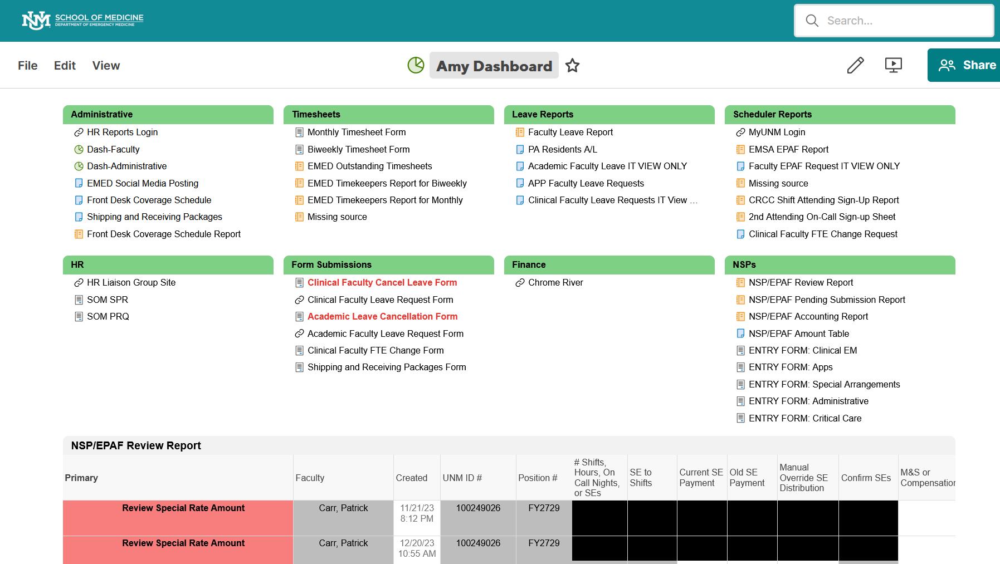 UNM SCHOOL OF MEDICINE
DEPARTMENT OF EMERGENCY MEDICINE
Search...
File Edit View
Amy Dashboard
Share
Administrative
HR Reports Login
Dash-Faculty
Dash-Administrative
EMED Social Media Posting
Front Desk Coverage Schedule
Shipping and Receiving Packages
Front Desk Coverage Schedule Report
Timesheets
Monthly Timesheet Form
Biweekly Timesheet Form
EMED Outstanding Timesheets
EMED Timekeepers Report for Biweekly
EMED Timekeepers Report for Monthly
Missing source
Leave Reports
Faculty Leave Report
PA Residents A/L
Academic Faculty Leave IT VIEW ONLY
APP Faculty Leave Requests
Clinical Faculty Leave Requests IT View ...
Scheduler Reports
MyUNM Login
EMSA EPAF Report
Faculty EPAF Request IT VIEW ONLY
Missing source
CRCC Shift Attending Sign-Up Report
2nd Attending On-Call Sign-up Sheet
Clinical Faculty FTE Change Request
HR
HR Liaison Group Site
SOM SPR
SOM PRQ
Form Submissions
Clinical Faculty Cancel Leave Form
Clinical Faculty Leave Request Form
Academic Leave Cancellation Form
Academic Faculty Leave Request Form
Clinical Faculty FTE Change Form
Shipping and Receiving Packages Form
Finance
Chrome River
NSPs
NSP/EPAF Review Report
NSP/EPAF Pending Submission Report
NSP/EPAF Accounting Report
NSP/EPAF Amount Table
ENTRY FORM: Clinical EM
ENTRY FORM: Apps
ENTRY FORM: Special Arrangements
ENTRY FORM: Administrative
ENTRY FORM: Critical Care
NSP/EPAF Review Report
Primary
Faculty
Created
UNM ID #
Position #
# Shifts,
Hours, On
Call Nights,
or SEs
SE to
Shifts
Current SE
Payment
Old SE
Payment
Manual
Override SE
Distribution
Confirm SEs
M&S or
Compensation
Review Special Rate Amount
Carr, Patrick
11/21/23
8:12 PM
100249026
FY2729
Review Special Rate Amount
Carr, Patrick
12/20/23
10:55 AM
100249026
FY2729